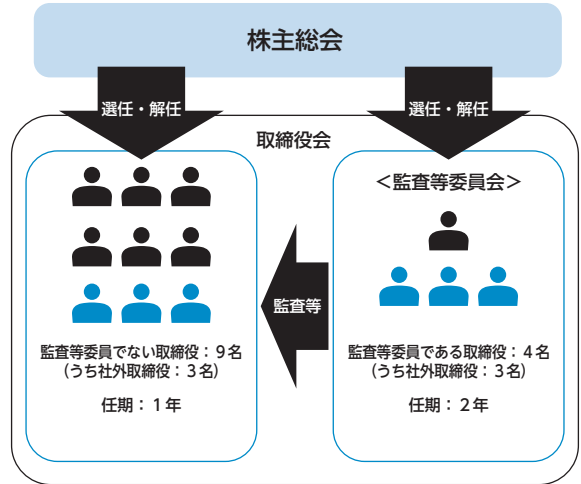 株主総会
選任・解任
選任・解任
取締役会
監査等委員でない取締役：９名
（うち社外取締役：３名）
任期：１年
監査等
＜監査等委員会＞
監査等委員である取締役：４名
（うち社外取締役：３名）
任期：２年